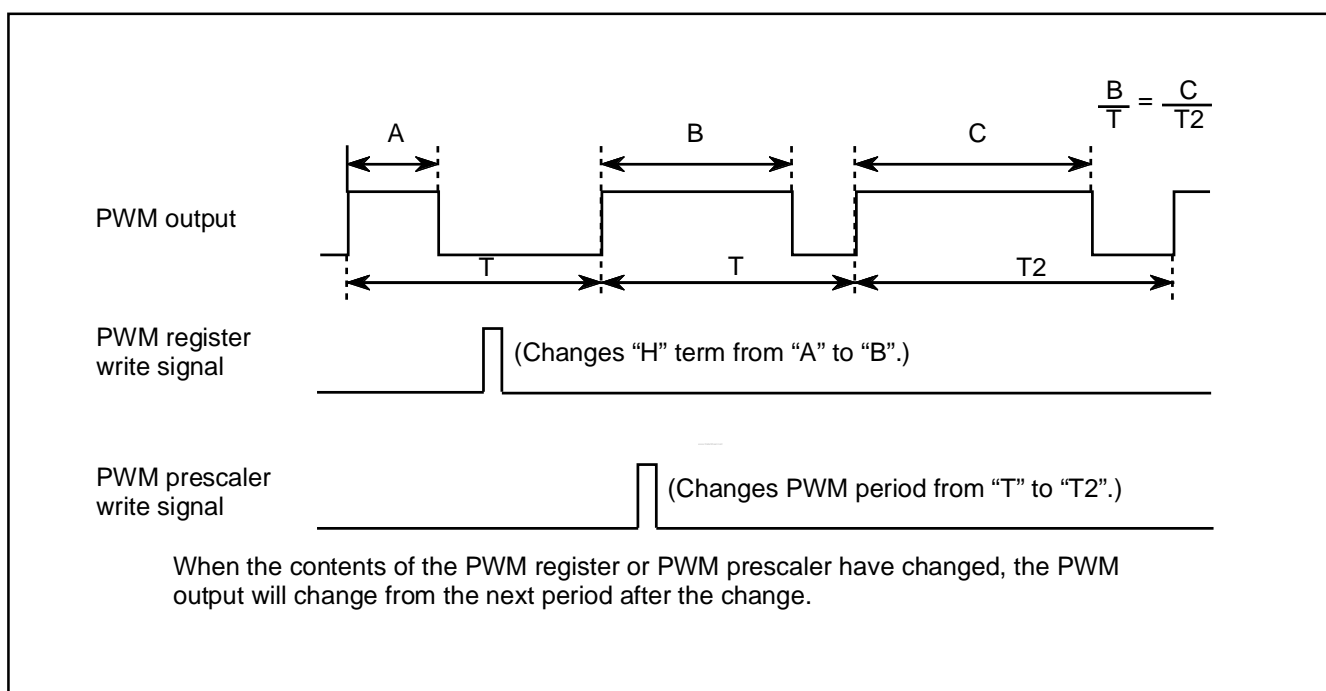 B/T = C/T2
A B C
PWM output
T T T2
PWM register
write signal
(Changes “H” term from “A” to “B”.)
PWM prescaler
write signal
(Changes PWM period from “T” to “T2”.)
When the contents of the PWM register or PWM prescaler have changed, the PWM
output will change from the next period after the change.